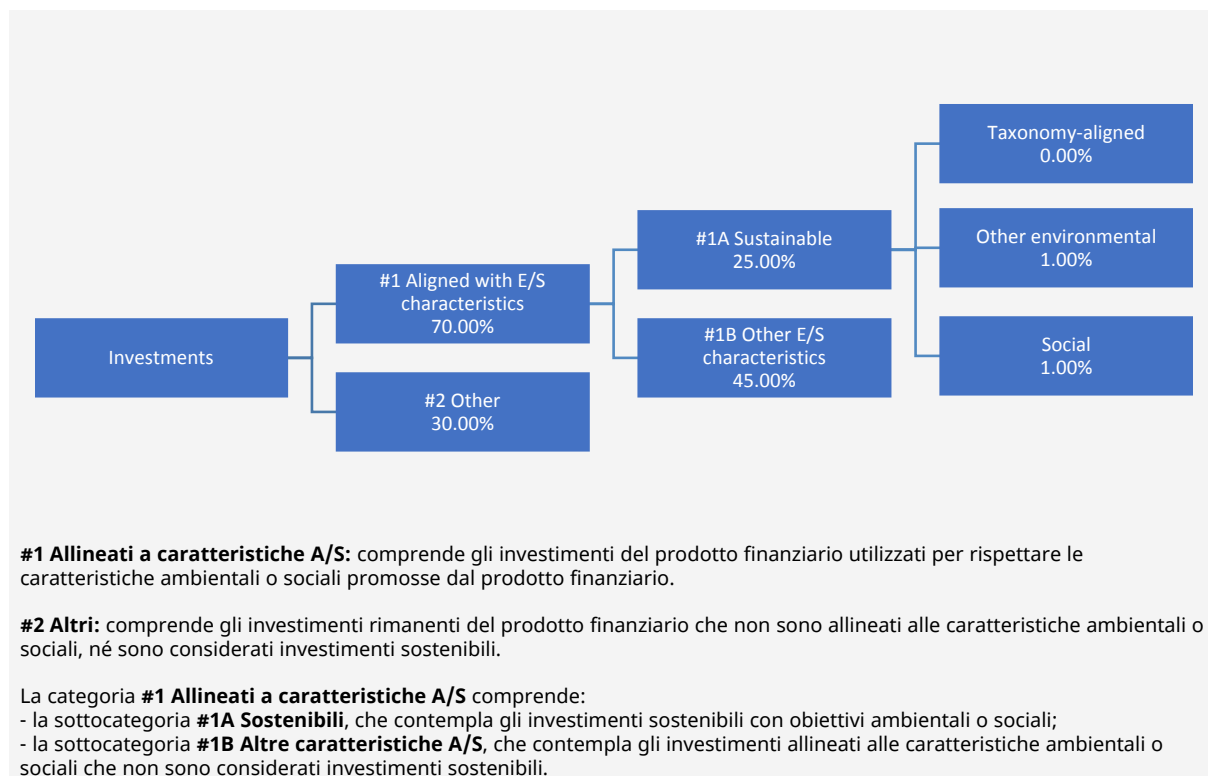 Investments
#1 Aligned with E/S
characteristics
70.00%
#2 Other
30.00%
#1A Sustainable
25.00%
#1B Other E/S
characteristics
45.00%
Taxonomy-aligned
0.00%
Other environmental
1.00%
Social
1.00%
#1 Allineati a caratteristiche A/S: comprende gli investimenti del prodotto finanziario utilizzati per rispettare le
caratteristiche ambientali o sociali promosse dal prodotto finanziario.
#2 Altri: comprende gli investimenti rimanenti del prodotto finanziario che non sono allineati alle caratteristiche ambientali o
sociali, né sono considerati investimenti sostenibili.
La categoria #1 Allineati a caratteristiche A/S comprende:
- la sottocategoria #1A Sostenibili, che contempla gli investimenti sostenibili con obiettivi ambientali o sociali;
- la sottocategoria #1B Altre caratteristiche A/S, che contempla gli investimenti allineati alle caratteristiche ambientali o
sociali che non sono considerati investimenti sostenibili.